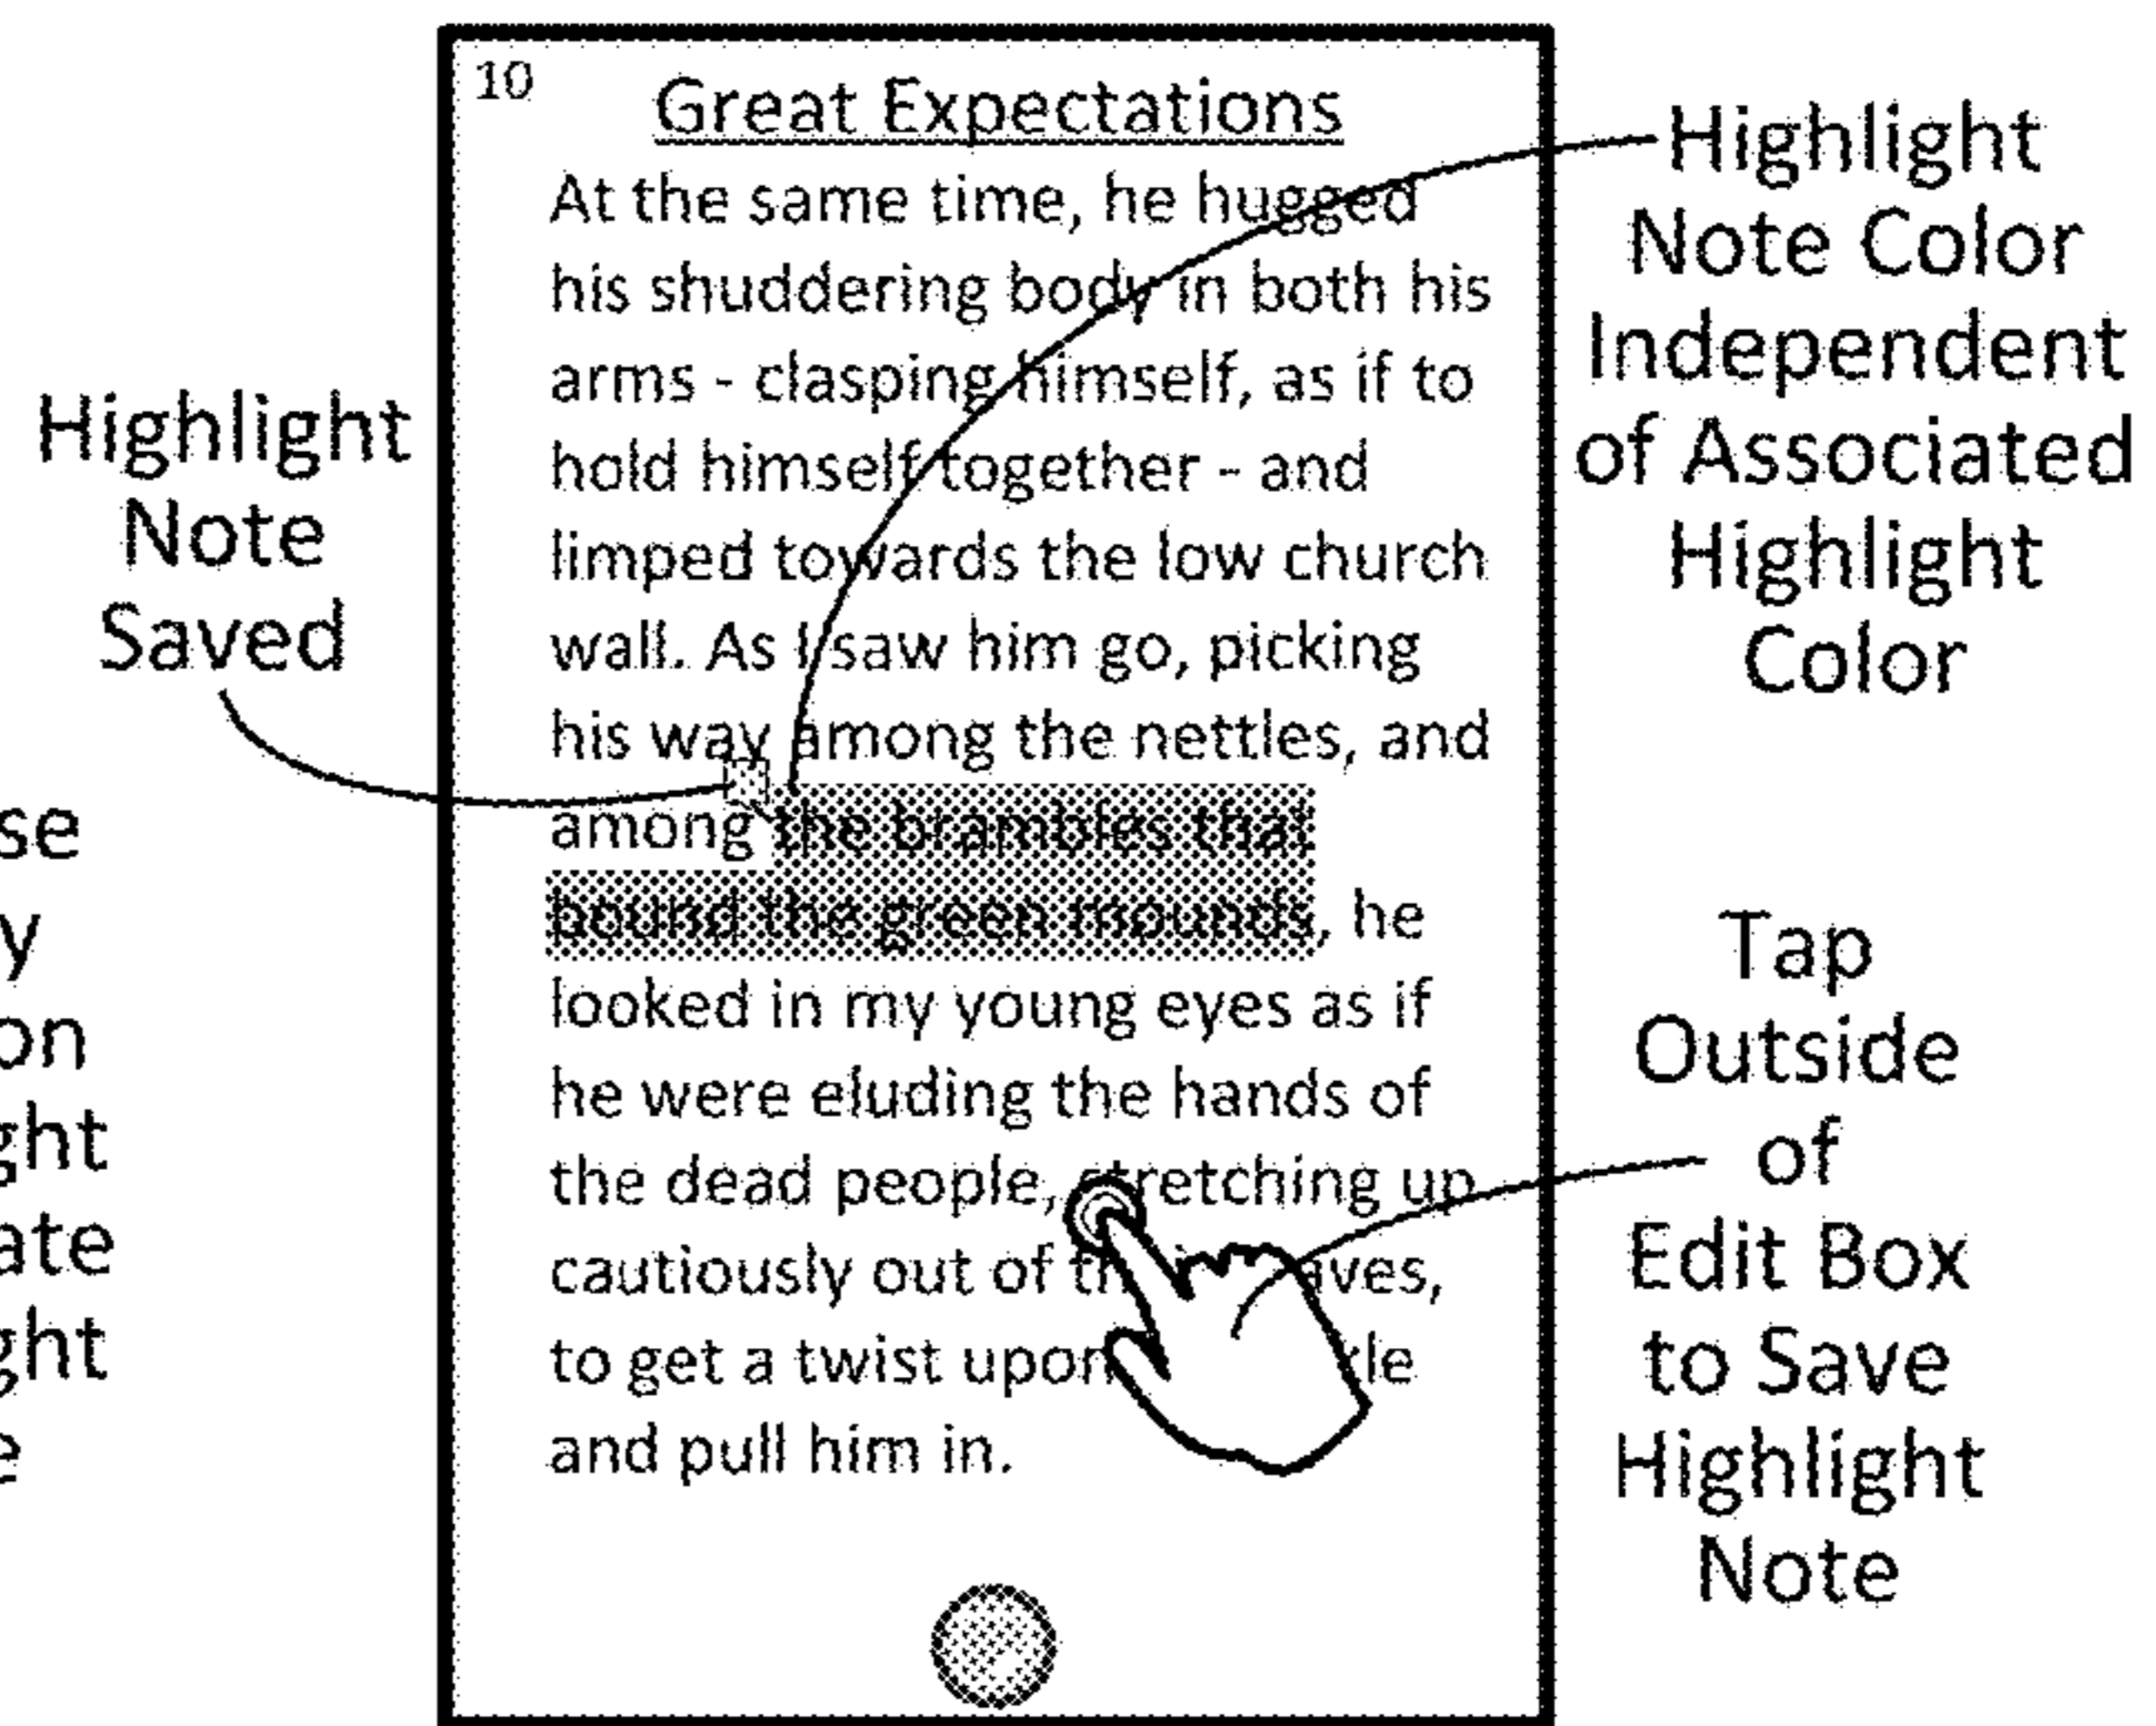 10
Great Expectations
At the same time, he hugged
his shuddering body in both his
arms - clasping himself, as if to
hold himself together - and
limped towards the low church
wall. As I saw him go, picking
his way among the nettles, and
among the brambles that
bound the green mounds, he
looked in my young eyes as if
he were eluding the hands of
the dead people, stretching up
cautiously out of
to get a twist upon
and pull him in.
Highlight
Note
Saved
se
y
on
ght
ate
ght
e
Highlight
Note Color
Independent
of Associated
Highlight
Color
Tap
Outside
of
Edit Box
to Save
Highlight
Note